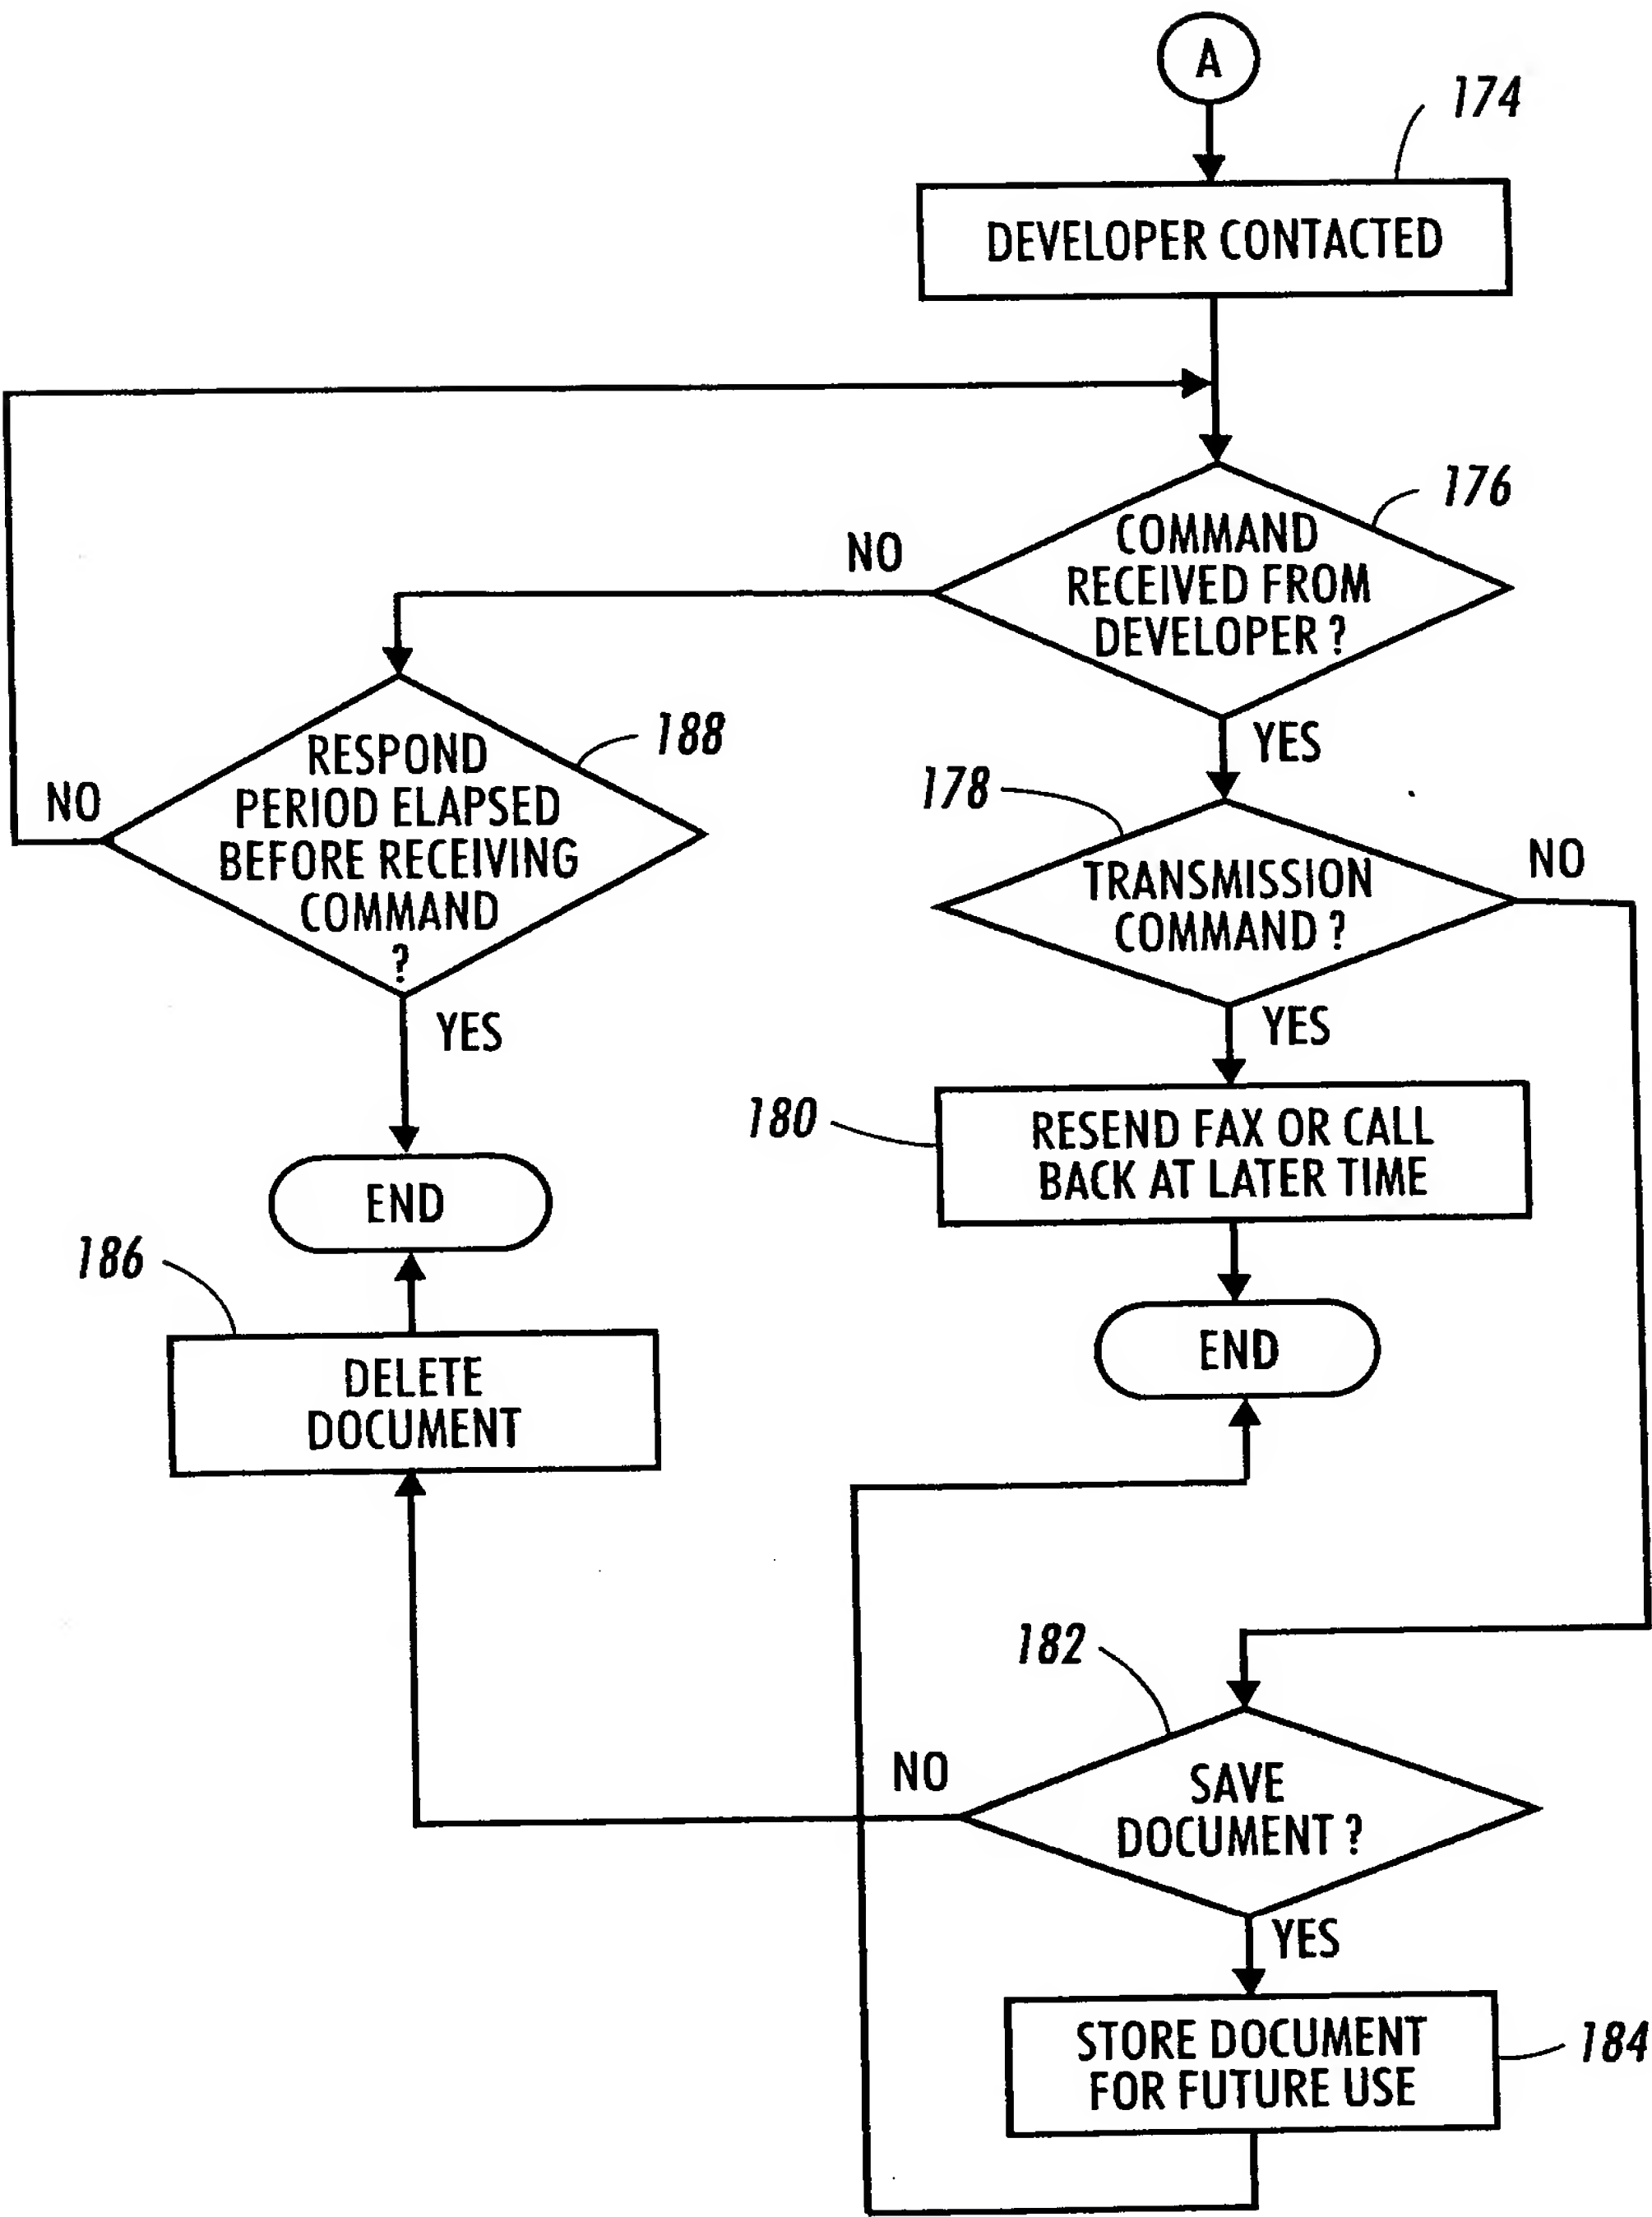 A
174
DEVELOPER CONTACTED
176
COMMAND
RECEIVED FROM
DEVELOPER ?
NO
YES
188
RESPOND
PERIOD ELAPSED
BEFORE RECEIVING
COMMAND
?
NO
YES
178
TRANSMISSION
COMMAND ?
NO
YES
180
RESEND FAX OR CALL
BACK AT LATER TIME
END
END
186
DELETE
DOCUMENT
182
SAVE
DOCUMENT ?
NO
YES
STORE DOCUMENT
FOR FUTURE USE
184